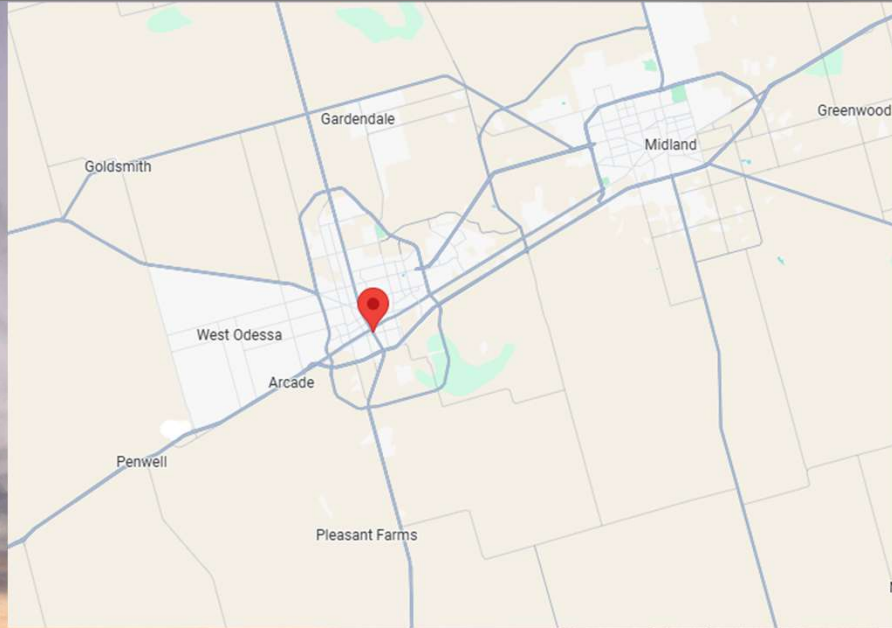 Greenwood
Gardendale
Midland
Goldsmith
West Odessa
Arcade
Penwell
Pleasant Farms